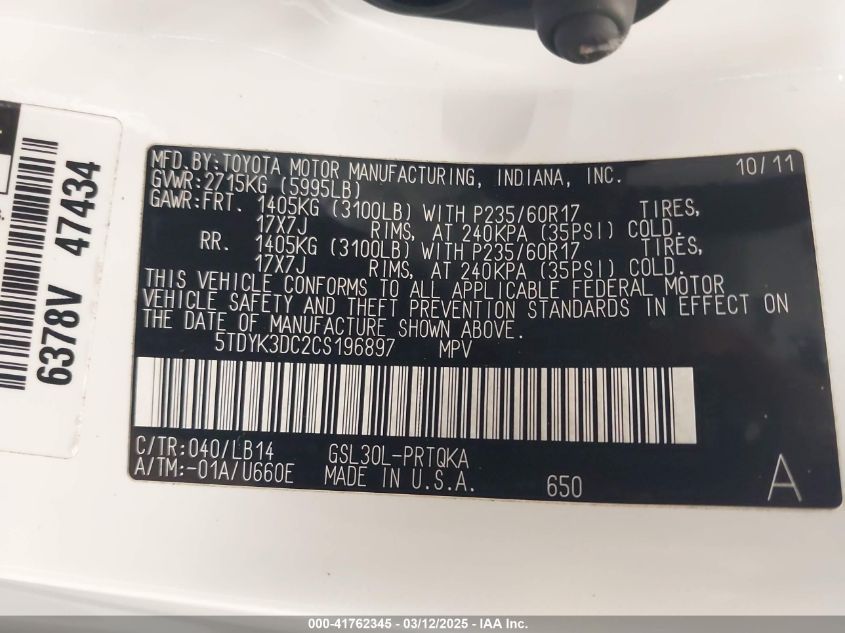 MFD.BY:TOYOTA MOTOR MANUFACTURING, INDIANA, INC. 10/11
GVWR:2715KG (5995LB)
GAWR:FRT. 1405KG (3100LB) WITH P235/60R17 TIRES,
17X7J RIMS, AT 240KPA (35PSI) COLD.
RR. 1405KG (3100LB) WITH P235/60R17 TIRES,
17X7J RIMS, AT 240KPA (35PSI) COLD.
THIS VEHICLE CONFORMS TO ALL APPLICABLE FEDERAL MOTOR
VEHICLE SAFETY AND THEFT PREVENTION STANDARDS IN EFFECT ON
THE DATE OF MANUFACTURE SHOWN ABOVE.
5TDYK3DC2CS196897 MPV
C/TR:040/LB14 GSL30L-PRTQKA
A/TM:-01A/U660E MADE IN U.S.A. 650 A
6378V 47434
000-41762345 - 03/12/2025 - IAA Inc.